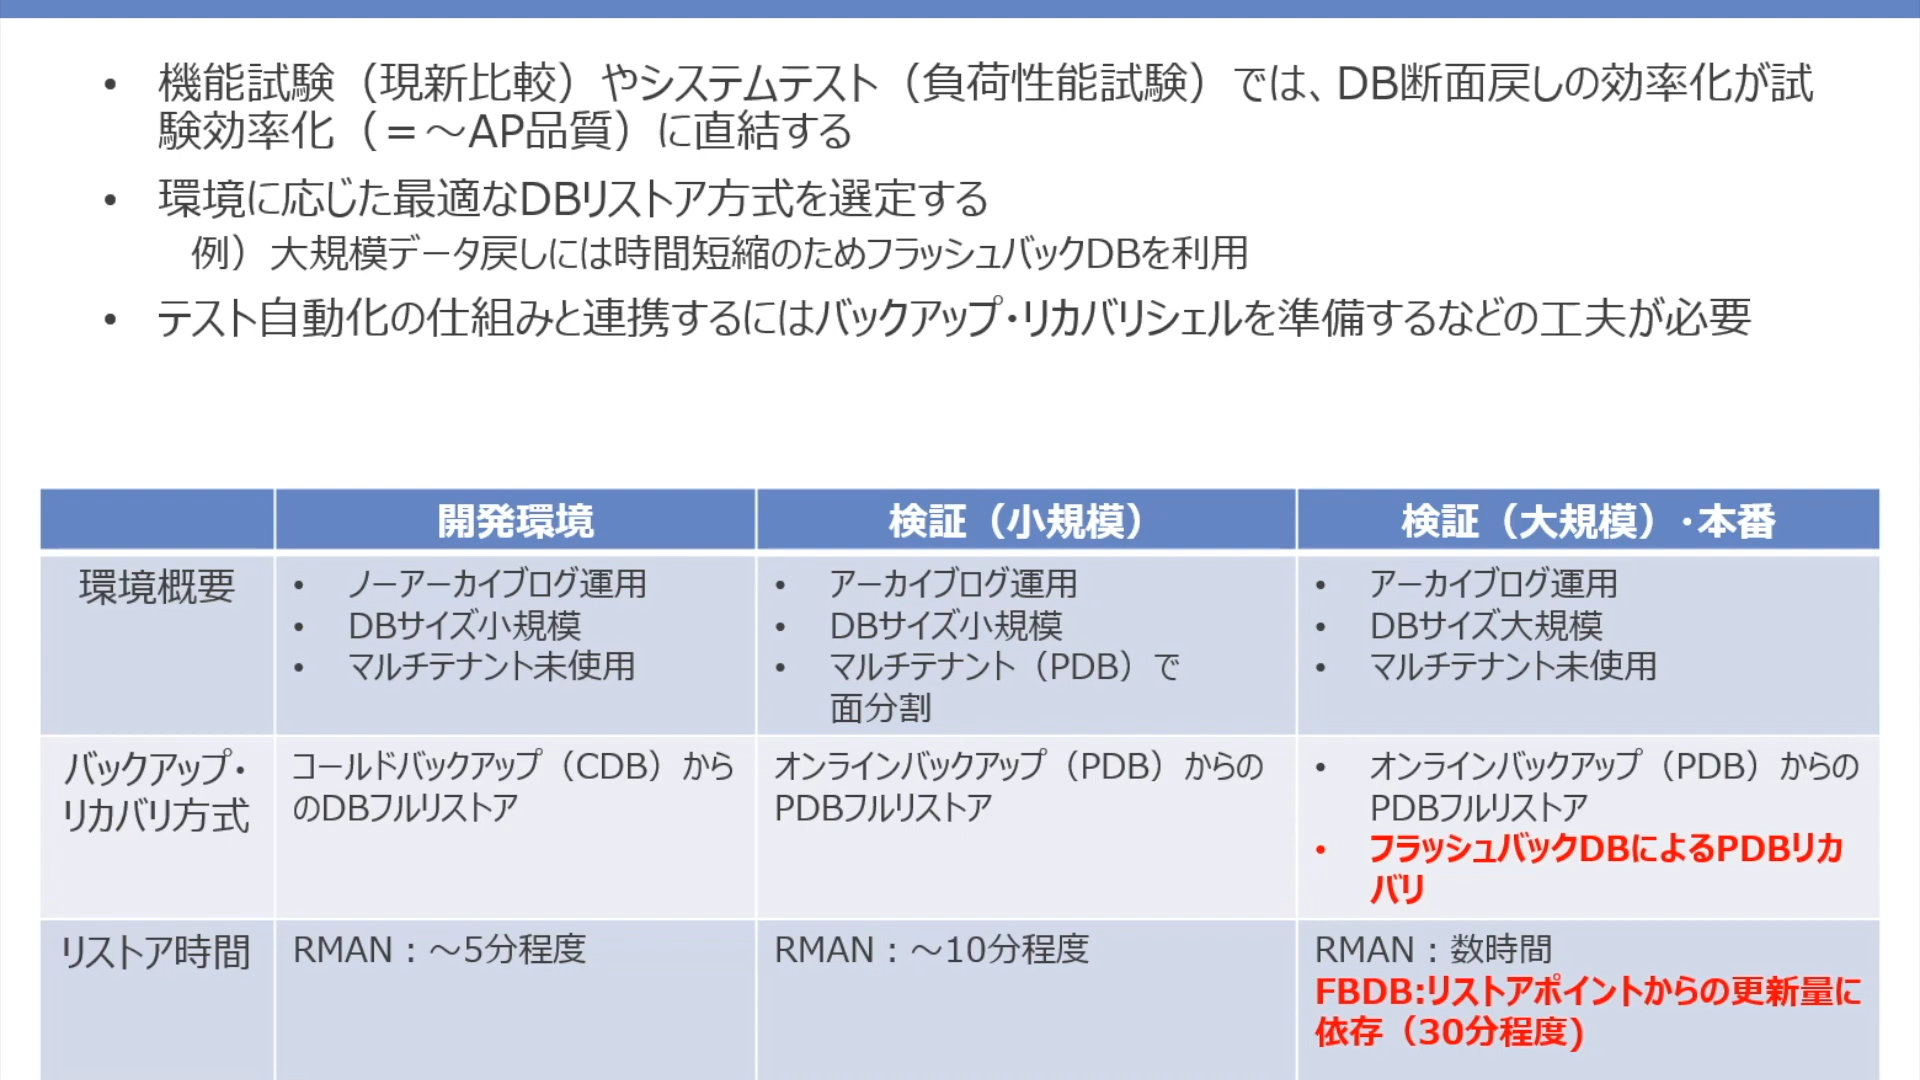 • 機能試験（現新比較）やシステムテスト（負荷性能試験）では、DB断面戻しの効率化が試
験効率化（＝～AP品質）に直結する
• 環境に応じた最適なDBリストア方式を選定する
例）大規模データ戻しには時間短縮のためフラッシュバックDBを利用
• テスト自動化の仕組みと連携するにはバックアップ・リカバリシェルを準備するなどの工夫が必要
開発環境
検証（小規模）
検証（大規模）・本番
環境概要
• ノーアーカイブログ運用
• DBサイズ小規模
• マルチテナント未使用
• アーカイブログ運用
• DBサイズ小規模
• マルチテナント（PDB）で
面分割
• アーカイブログ運用
• DBサイズ大規模
• マルチテナント未使用
バックアップ・
リカバリ方式
コールドバックアップ（CDB）から
のDBフルリストア
オンラインバックアップ（PDB）からの
PDBフルリストア
• オンラインバックアップ（PDB）からの
PDBフルリストア
• フラッシュバックDBによるPDBリカ
バリ
リストア時間
RMAN：～5分程度
RMAN：～10分程度
RMAN：数時間
FBDB:リストアポイントからの更新量に
依存（30分程度)